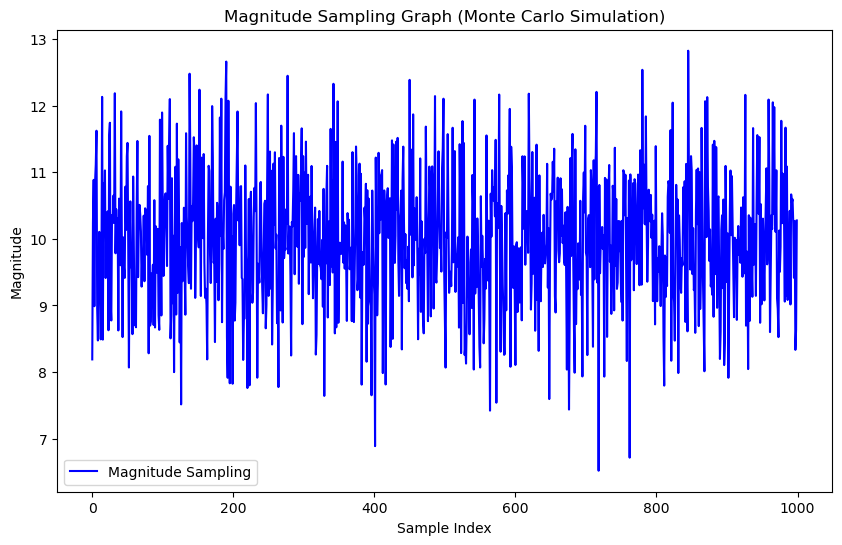 Magnitude Sampling Graph (Monte Carlo Simulation)
13
12
11
10
9
8
7
Magnitude
Magnitude Sampling
0 200 400 600 800 1000
Sample Index